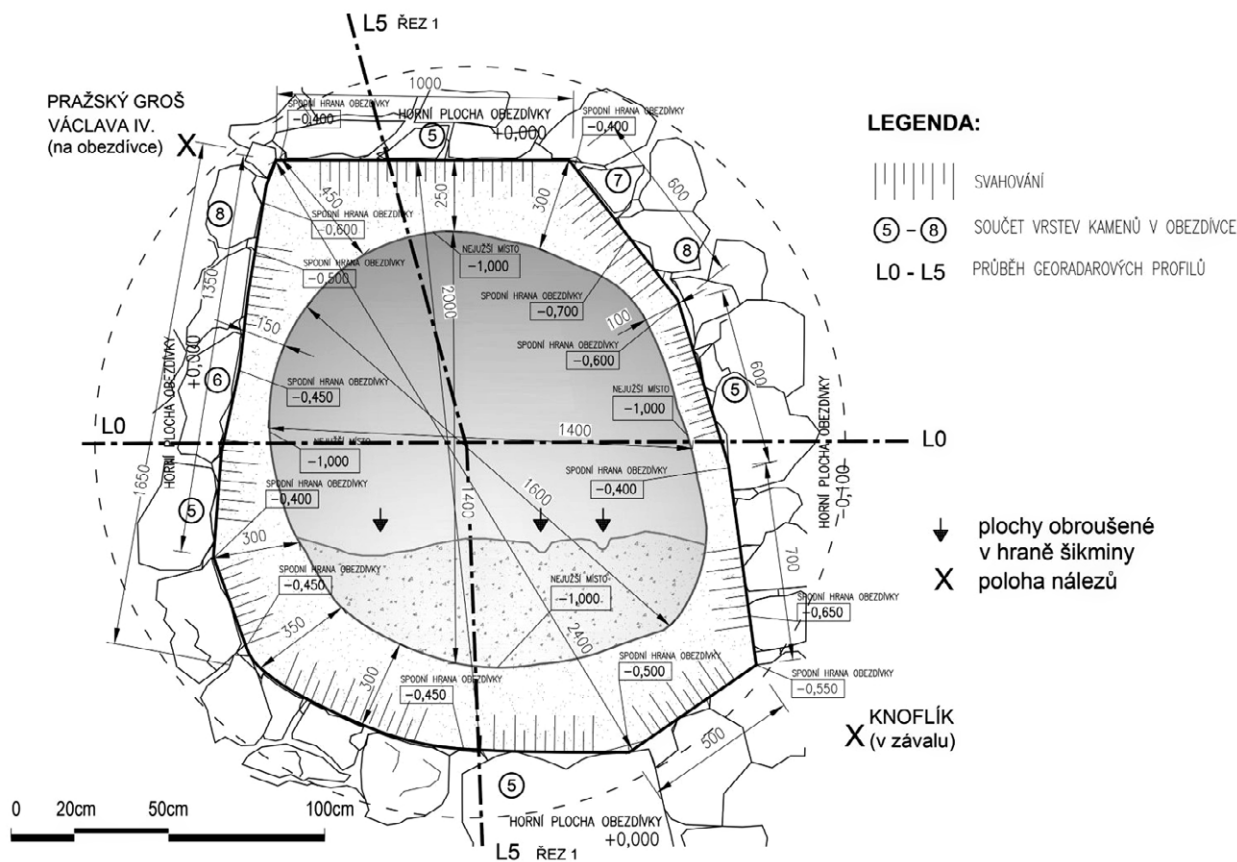 L5 ŘEZ 1
1000
PRAŽSKÝ GROŠ
VÁCLAVA IV.
(na obezdívce)
X
SPODNÍ HRANA OBEZDÍVKY
-0,400
HORNÍ PLOCHA OBEZDÍVKY
+0,000
5
SPODNÍ HRANA OBEZDÍVKY
-0,400
LEGENDA:
SVAHOVÁNÍ
5 - 8 SOUČET VRSTEV KAMENŮ V OBEZDÍVCE
L0 - L5 PRŮBĚH GEORADAROVÝCH PROFILŮ
7
600
8
450
250
300
8
SPODNÍ HRANA OBEZDÍVKY
-0,600
NEJUŽŠÍ MÍSTO
-1,000
SPODNÍ HRANA OBEZDÍVKY
-0,500
1350
2000
SPODNÍ HRANA OBEZDÍVKY
-0,700
150
100
SPODNÍ HRANA OBEZDÍVKY
-0,600
HORNÍ PLOCHA OBEZDÍVKY
+0,000
6
SPODNÍ HRANA OBEZDÍVKY
-0,450
600
5
NEJUŽŠÍ MÍSTO
-1,000
L0
1400
L0
NEJUŽŠÍ MÍSTO
-1,000
HORNÍ PLOCHA OBEZDÍVKY
-0,100
1650
SPODNÍ HRANA OBEZDÍVKY
-0,400
SPODNÍ HRANA OBEZDÍVKY
-0,400
1400
1600
5
300
700
plochy obroušené
v hraně šikminy
X poloha nálezů
SPODNÍ HRANA OBEZDÍVKY
-0,450
NEJUŽŠÍ MÍSTO
-1,000
SPODNÍ HRANA OBEZDÍVKY
-0,650
350
2400
300
SPODNÍ HRANA OBEZDÍVKY
-0,500
SPODNÍ HRANA OBEZDÍVKY
-0,450
SPODNÍ HRANA OBEZDÍVKY
-0,550
KNOFLÍK
X (v závalu)
500
5
HORNÍ PLOCHA OBEZDÍVKY
+0,000
0 20cm 50cm 100cm
L5 ŘEZ 1